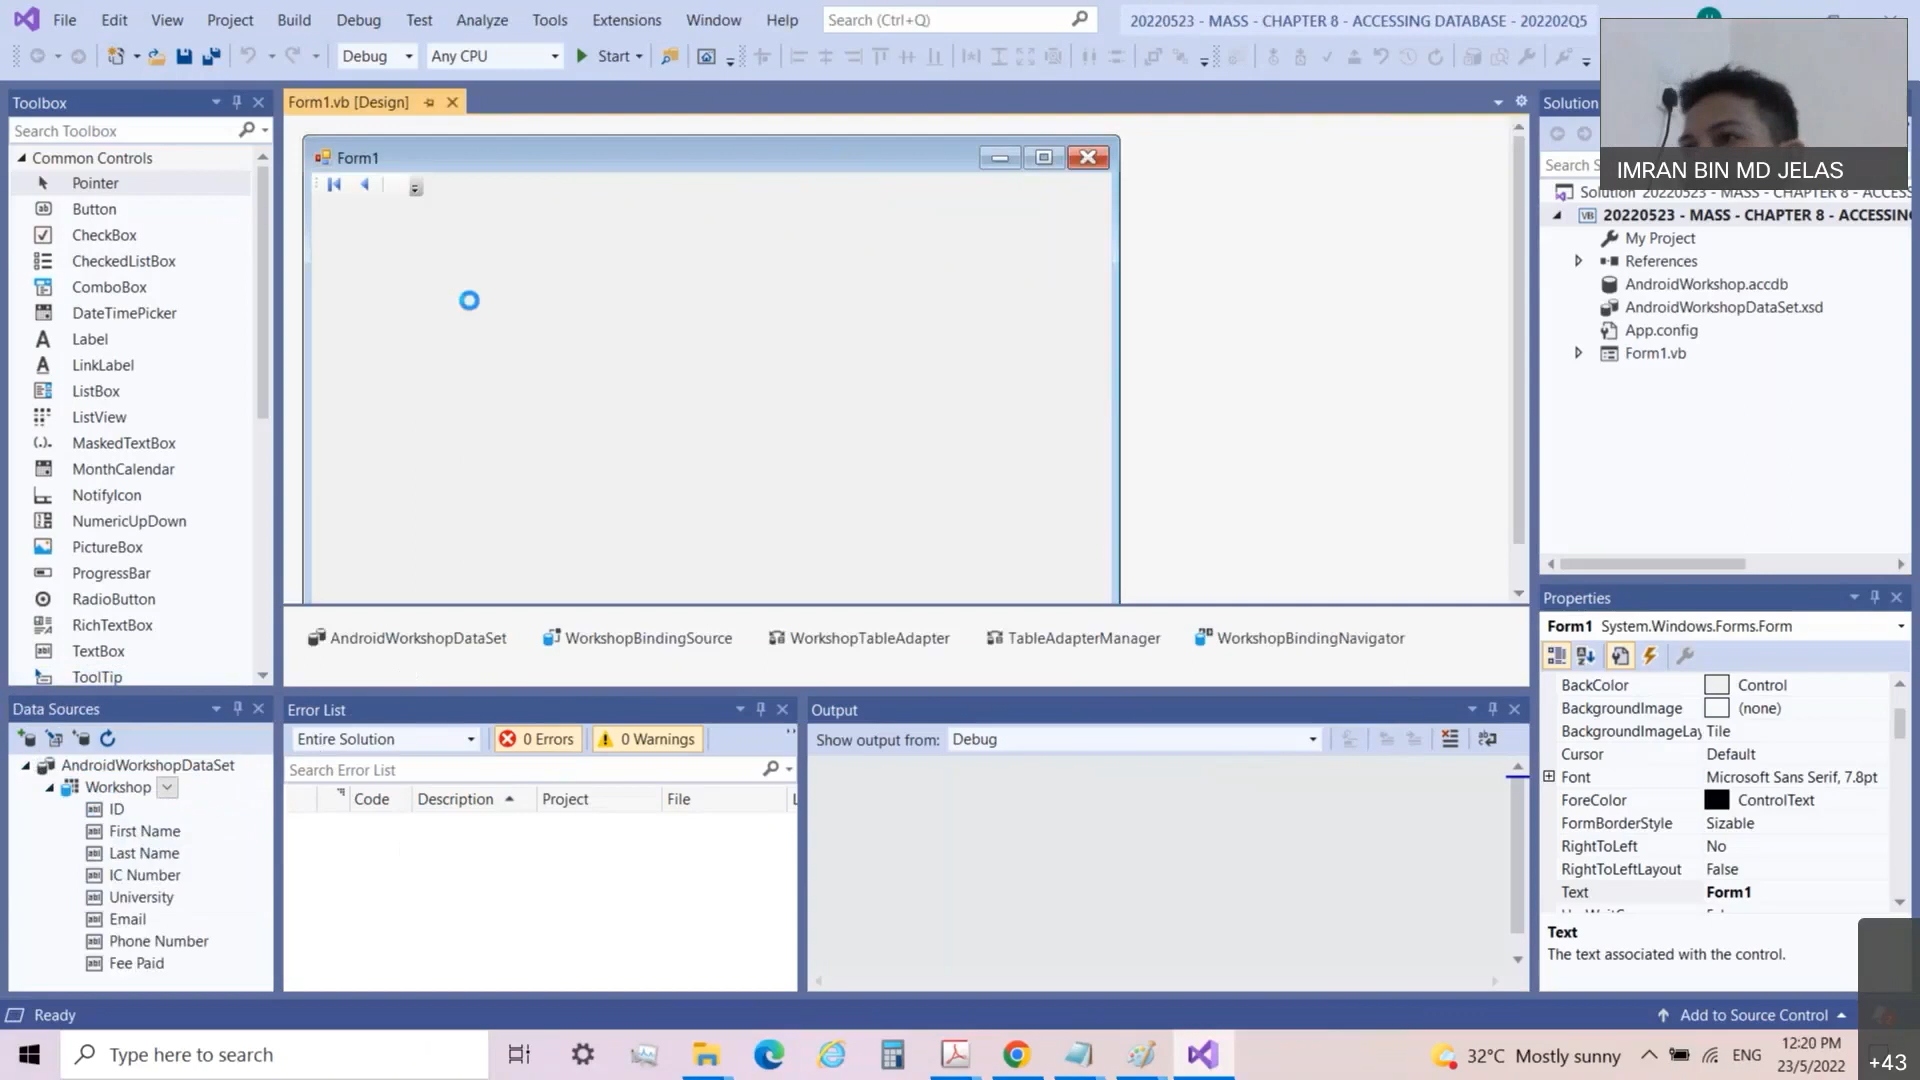 File Edit View Project Build Debug Test Analyze Tools Extensions Window Help Search (Ctrl+Q) 20220523 - MASS - CHAPTER 8 - ACCESSING DATABASE - 202202Q5
Debug Any CPU Start
Toolbox
Search Toolbox
Common Controls
Pointer
Button
CheckBox
CheckedListBox
ComboBox
DateTimePicker
Label
LinkLabel
ListBox
ListView
MaskedTextBox
MonthCalendar
NotifyIcon
NumericUpDown
PictureBox
ProgressBar
RadioButton
RichTextBox
TextBox
ToolTip
Form1.vb [Design]
Form1
AndroidWorkshopDataSet WorkshopBindingSource WorkshopTableAdapter TableAdapterManager WorkshopBindingNavigator
Solution
Search S
IMRAN BIN MD JELAS
Solution '20220523 - MASS - CHAPTER 8 - ACCESS
20220523 - MASS - CHAPTER 8 - ACCESSIN
My Project
References
AndroidWorkshop.accdb
AndroidWorkshopDataSet.xsd
App.config
Form1.vb
Properties
Form1 System.Windows.Forms.Form
BackColor Control
BackgroundImage (none)
BackgroundImageLay Tile
Cursor Default
Font Microsoft Sans Serif, 7.8pt
ForeColor ControlText
FormBorderStyle Sizable
RightToLeft No
RightToLeftLayout False
Text Form1
Text
The text associated with the control.
Data Sources
AndroidWorkshopDataSet
Workshop
ID
First Name
Last Name
IC Number
University
Email
Phone Number
Fee Paid
Error List
Entire Solution 0 Errors 0 Warnings
Search Error List
Code Description Project File L
Output
Show output from: Debug
Ready Add to Source Control
Type here to search
32°C Mostly sunny ENG 12:20 PM
23/5/2022
+43